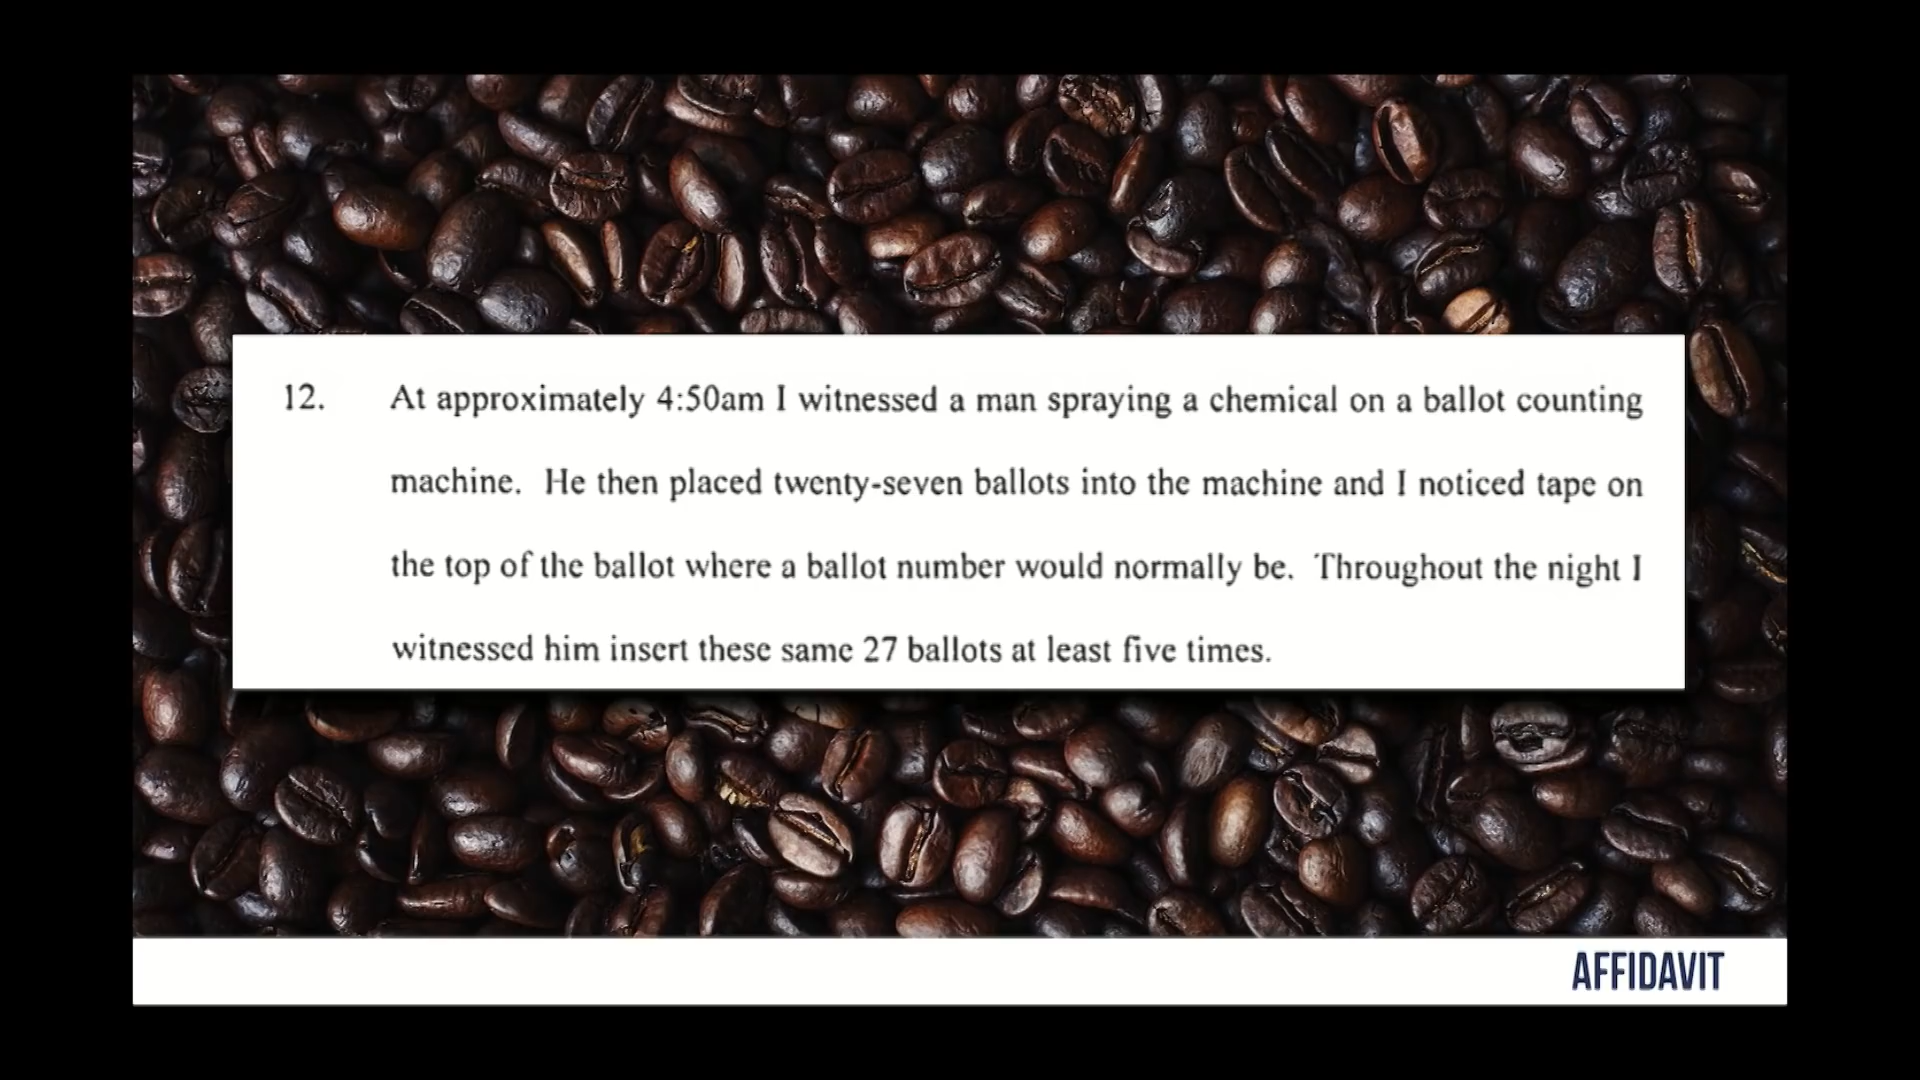 12. At approximately 4:50am I witnessed a man spraying a chemical on a ballot counting
machine. He then placed twenty-seven ballots into the machine and I noticed tape on
the top of the ballot where a ballot number would normally be. Throughout the night I
witnessed him insert these same 27 ballots at least five times.
AFFIDAVIT